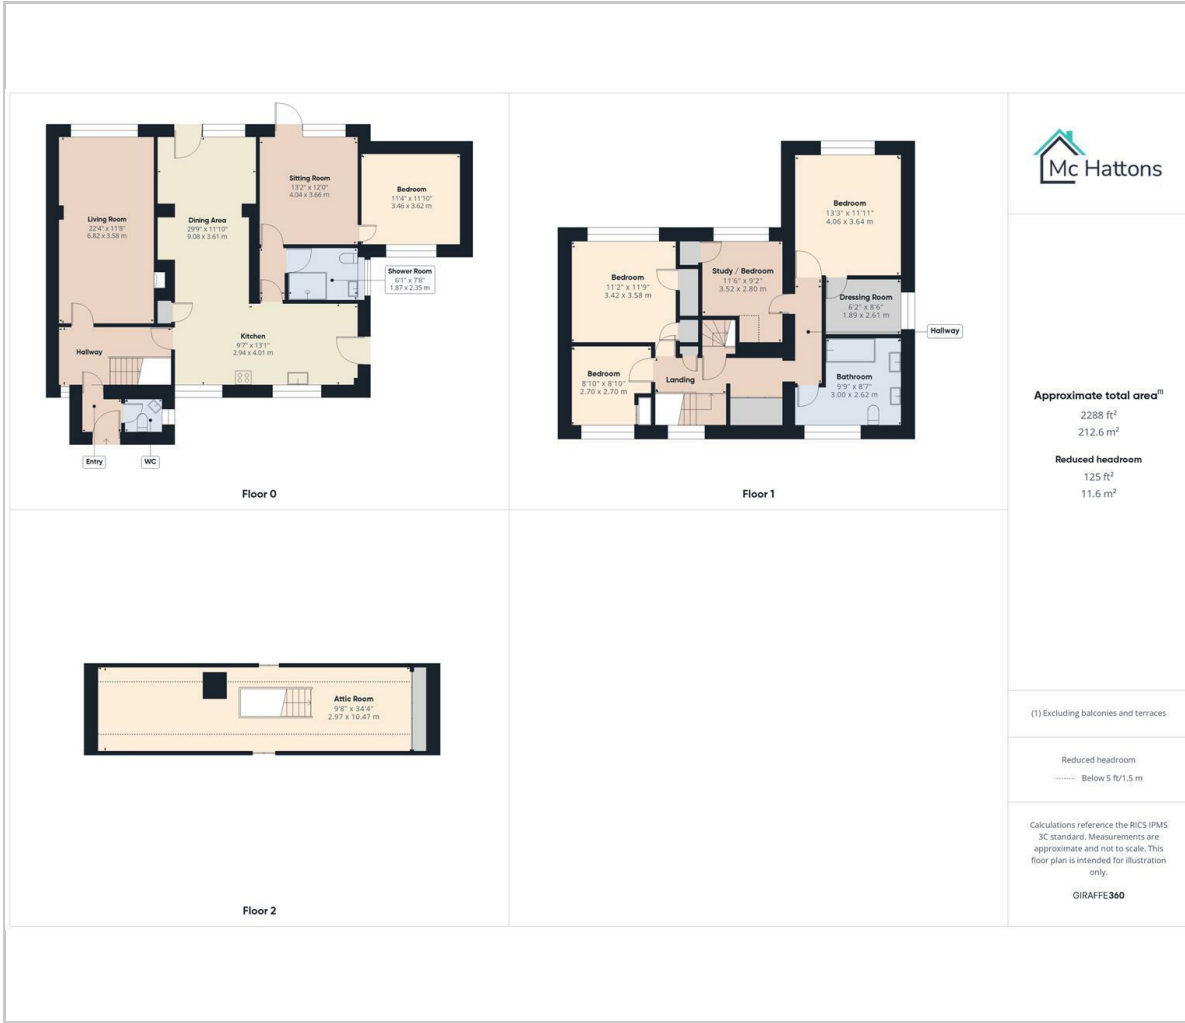 Living Room
22'4" x 11'8"
6.82 x 3.58 m
Dining Area
29'9" x 11'10"
9.08 x 3.61 m
Sitting Room
13'2" x 12'0"
4.04 x 3.66 m
Bedroom
11'4" x 11'10"
3.46 x 3.62 m
Shower Room
6'1" x 7'8"
1.87 x 2.35 m
Kitchen
9'7" x 13'1"
2.94 x 4.01 m
Hallway
Entry
WC
Floor 0
Bedroom
13'3" x 11'11"
4.06 x 3.64 m
Bedroom
11'2" x 11'9"
3.42 x 3.58 m
Study / Bedroom
11'6" x 9'2"
3.52 x 2.80 m
Dressing Room
6'2" x 8'6"
1.89 x 2.61 m
Hallway
Bedroom
8'10" x 8'10"
2.70 x 2.70 m
Landing
Bathroom
9'9" x 8'7"
3.00 x 2.62 m
Floor 1
Attic Room
9'8" x 34'4"
2.97 x 10.47 m
Floor 2
Mc Hattons
Approximate total area⁽¹⁾
2288 ft²
212.6 m²
Reduced headroom
125 ft²
11.6 m²
(1) Excluding balconies and terraces
Reduced headroom
Below 5 ft/1.5 m
Calculations reference the RICS IPMS
3C standard. Measurements are
approximate and not to scale. This
floor plan is intended for illustration
only.
GIRAFFE360